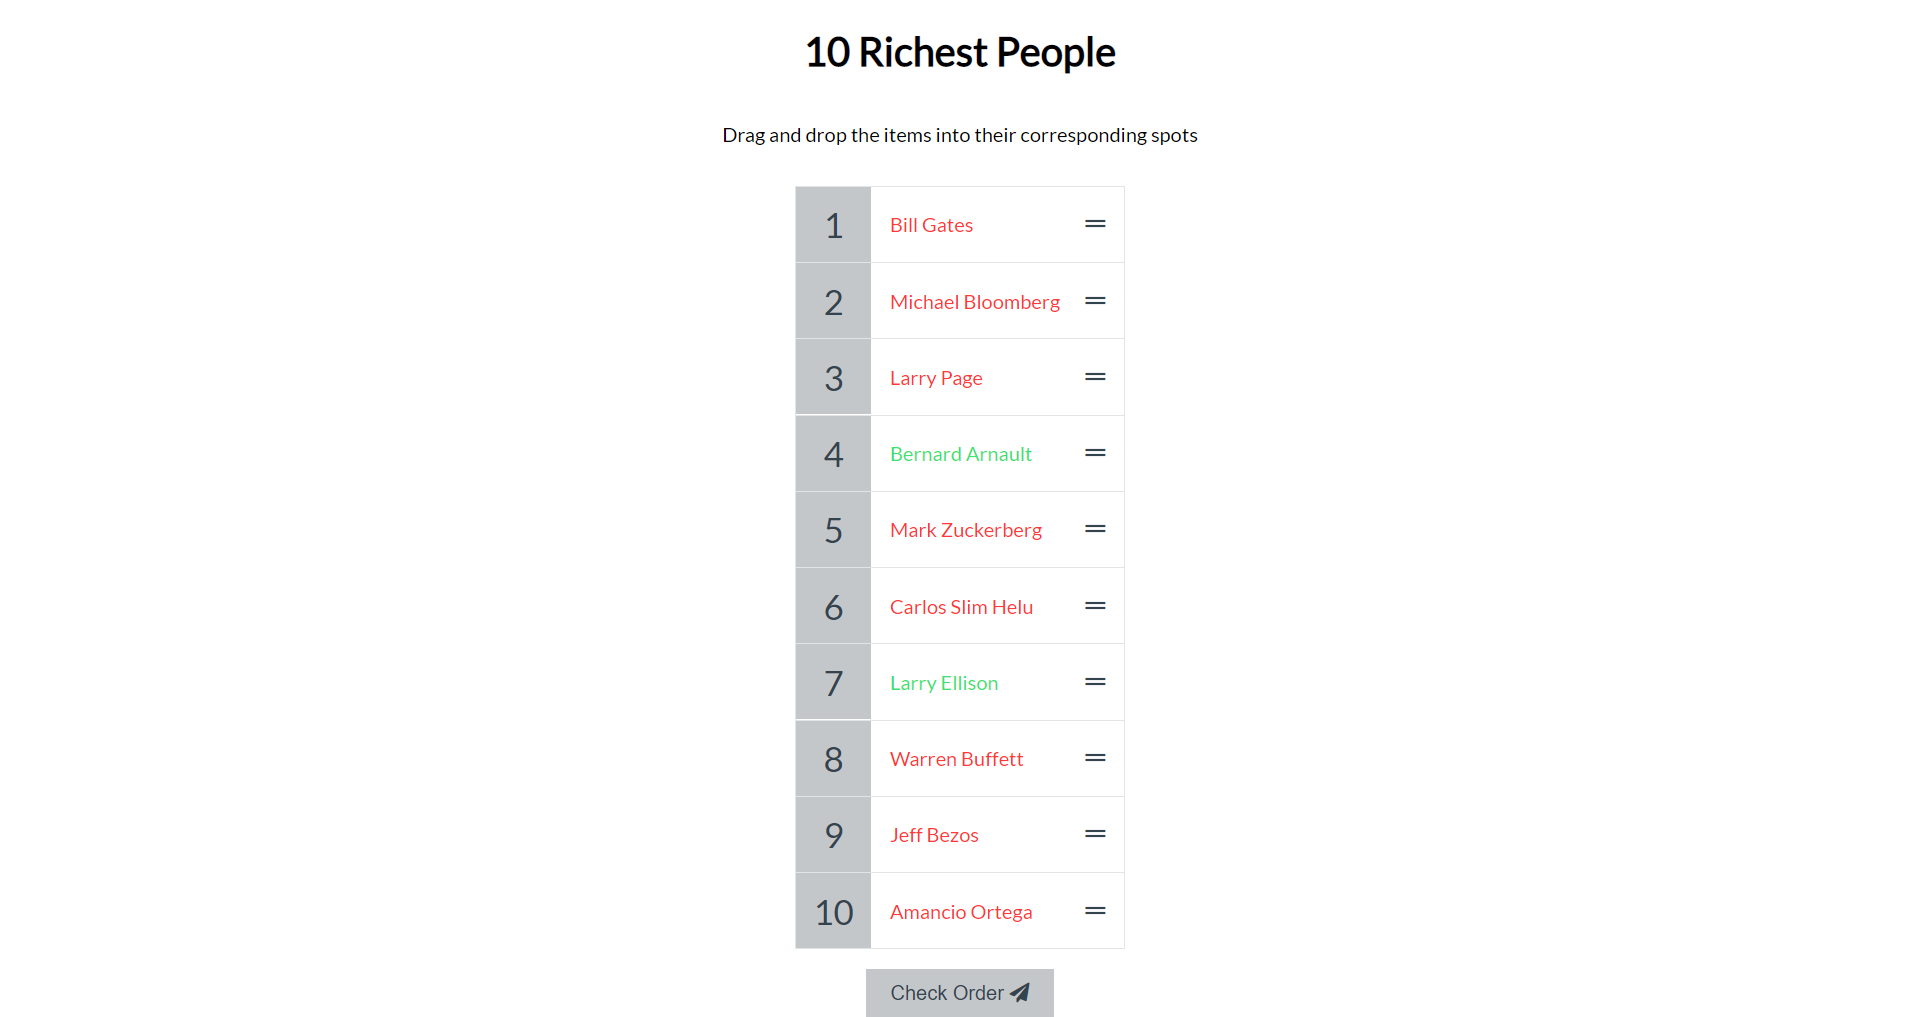 10 Richest People
Drag and drop the items into their corresponding spots
1 Bill Gates
2 Michael Bloomberg
3 Larry Page
4 Bernard Arnault
5 Mark Zuckerberg
6 Carlos Slim Helu
7 Larry Ellison
8 Warren Buffett
9 Jeff Bezos
10 Amancio Ortega
Check Order